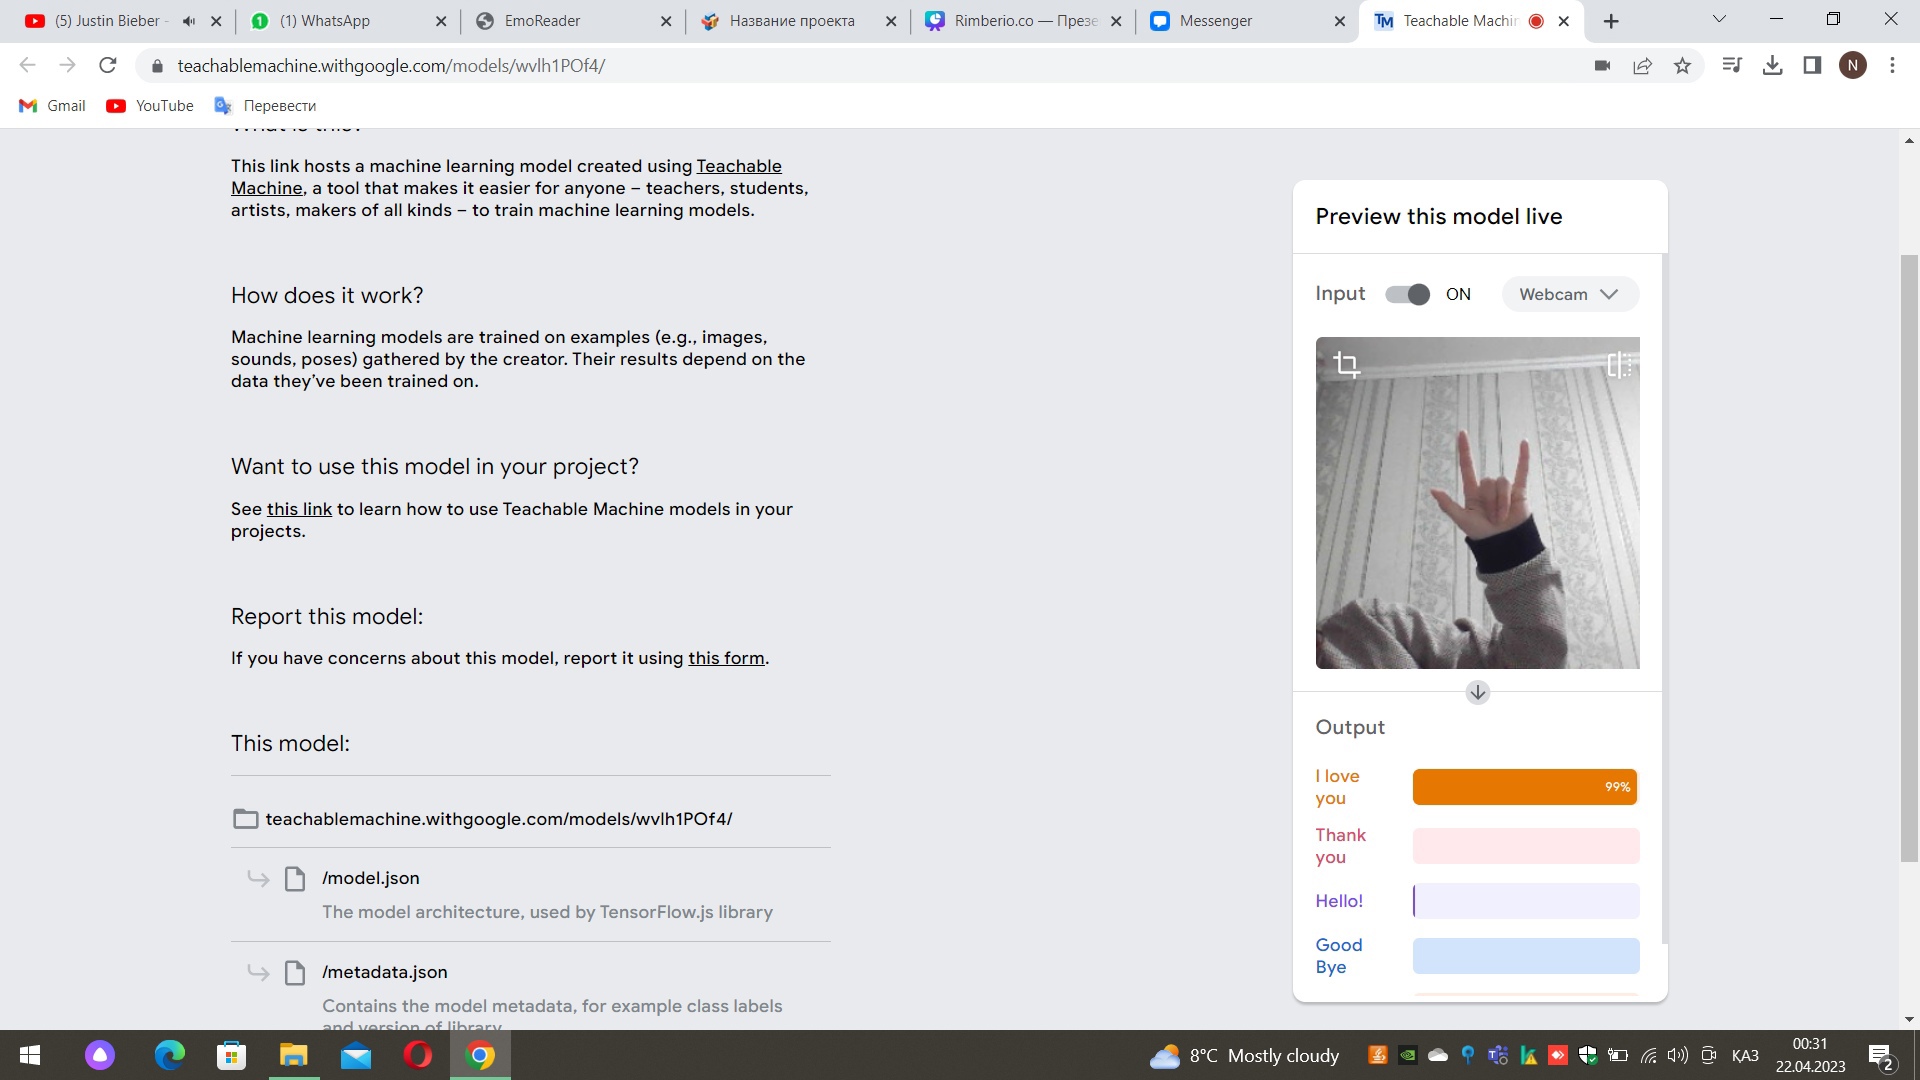 (5) Justin Bieber -
(1) WhatsApp
EmoReader
Название проекта
Rimberio.co — Презе
Messenger
Teachable Machin
teachablemachine.withgoogle.com/models/wvlh1POf4/
N
Gmail
YouTube
Перевести
What is this?
This link hosts a machine learning model created using Teachable
Machine, a tool that makes it easier for anyone – teachers, students,
artists, makers of all kinds – to train machine learning models.
How does it work?
Machine learning models are trained on examples (e.g., images,
sounds, poses) gathered by the creator. Their results depend on the
data they’ve been trained on.
Want to use this model in your project?
See this link to learn how to use Teachable Machine models in your
projects.
Report this model:
If you have concerns about this model, report it using this form.
This model:
teachablemachine.withgoogle.com/models/wvlh1POf4/
/model.json
The model architecture, used by TensorFlow.js library
/metadata.json
Contains the model metadata, for example class labels
and version of library
Preview this model live
Input
ON
Webcam
Output
I love
you
99%
Thank
you
Hello!
Good
Bye
8°C Mostly cloudy
ҚАЗ
00:31
22.04.2023
2